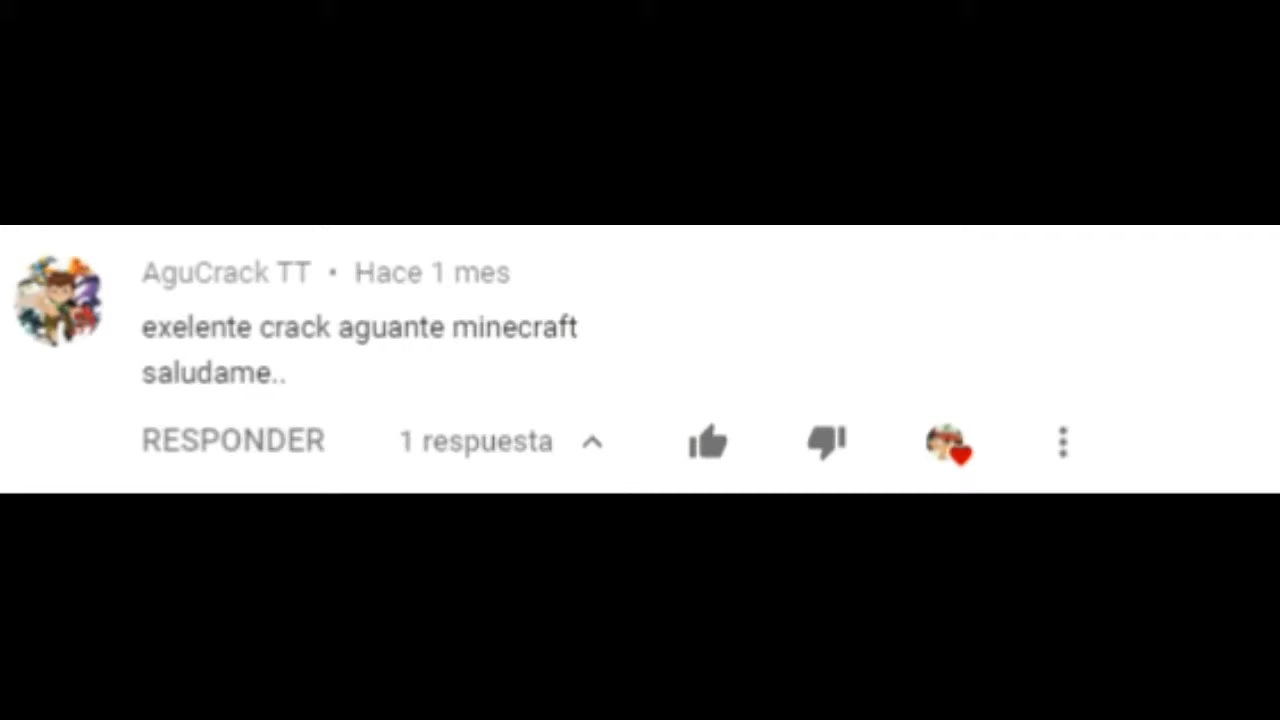 AguCrack TT • Hace 1 mes
exelente crack aguante minecraft
saludame..
RESPONDER 1 respuesta